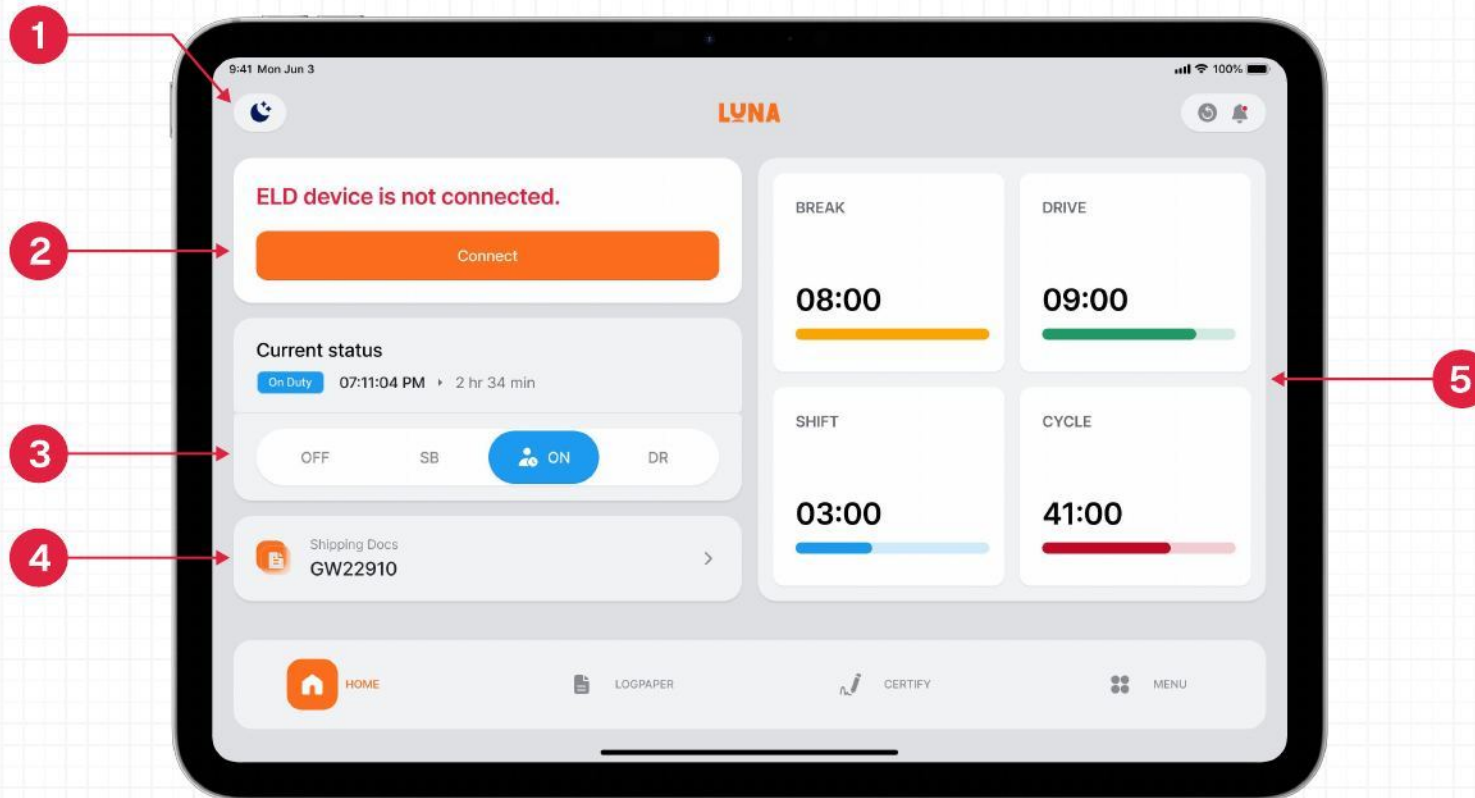 1
9:41 Mon Jun 3
100%
LUNA
2
ELD device is not connected.
Connect
Current status
On Duty 07:11:04 PM 2 hr 34 min
3
OFF SB ON DR
4
Shipping Docs
GW22910
BREAK
08:00
DRIVE
09:00
SHIFT
03:00
CYCLE
41:00
5
HOME
LOGPAPER
CERTIFY
MENU